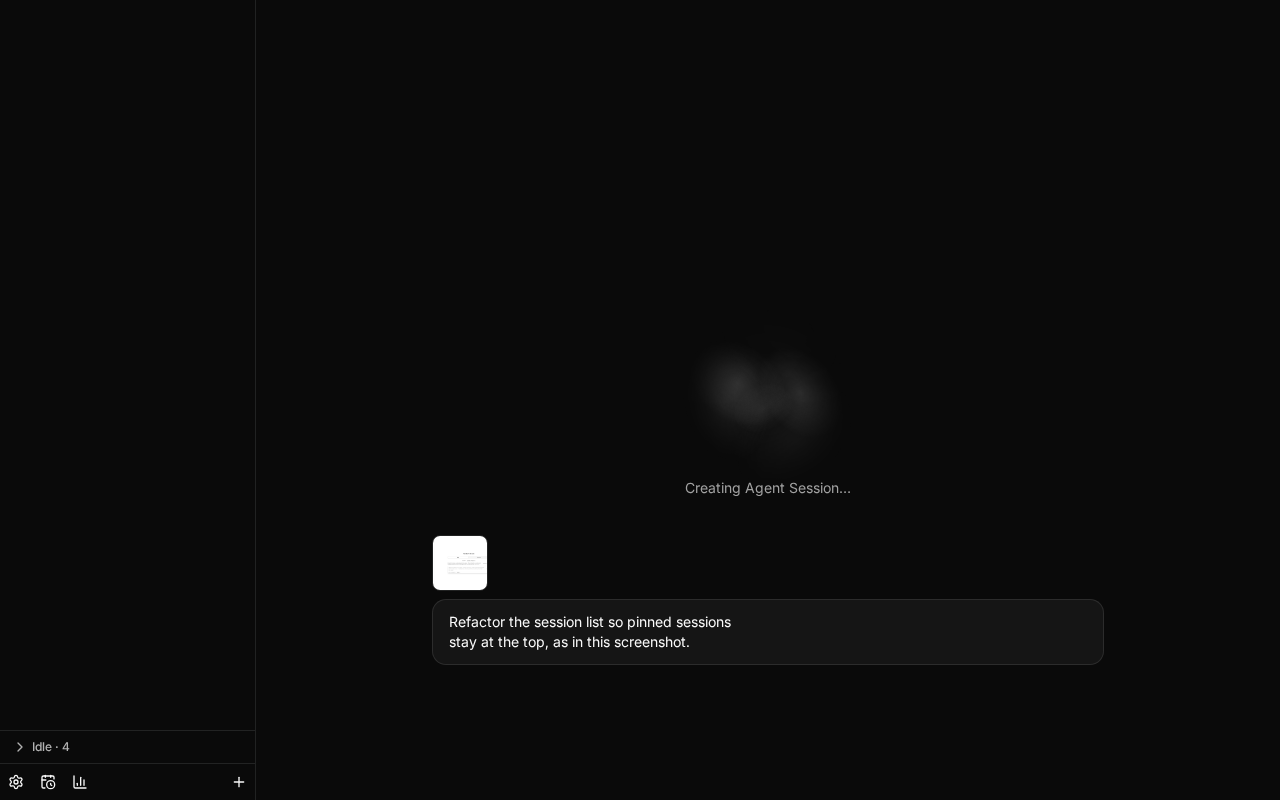 Creating Agent Session...
Refactor the session list so pinned sessions
stay at the top, as in this screenshot.
Idle · 4